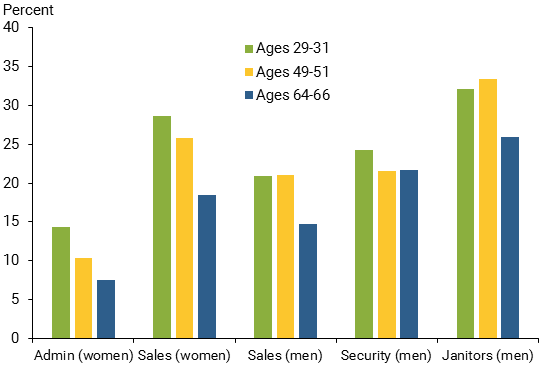 Percent
40
35
30
25
20
15
10
5
0
Ages 29-31
Ages 49-51
Ages 64-66
Admin (women) Sales (women) Sales (men) Security (men) Janitors (men)